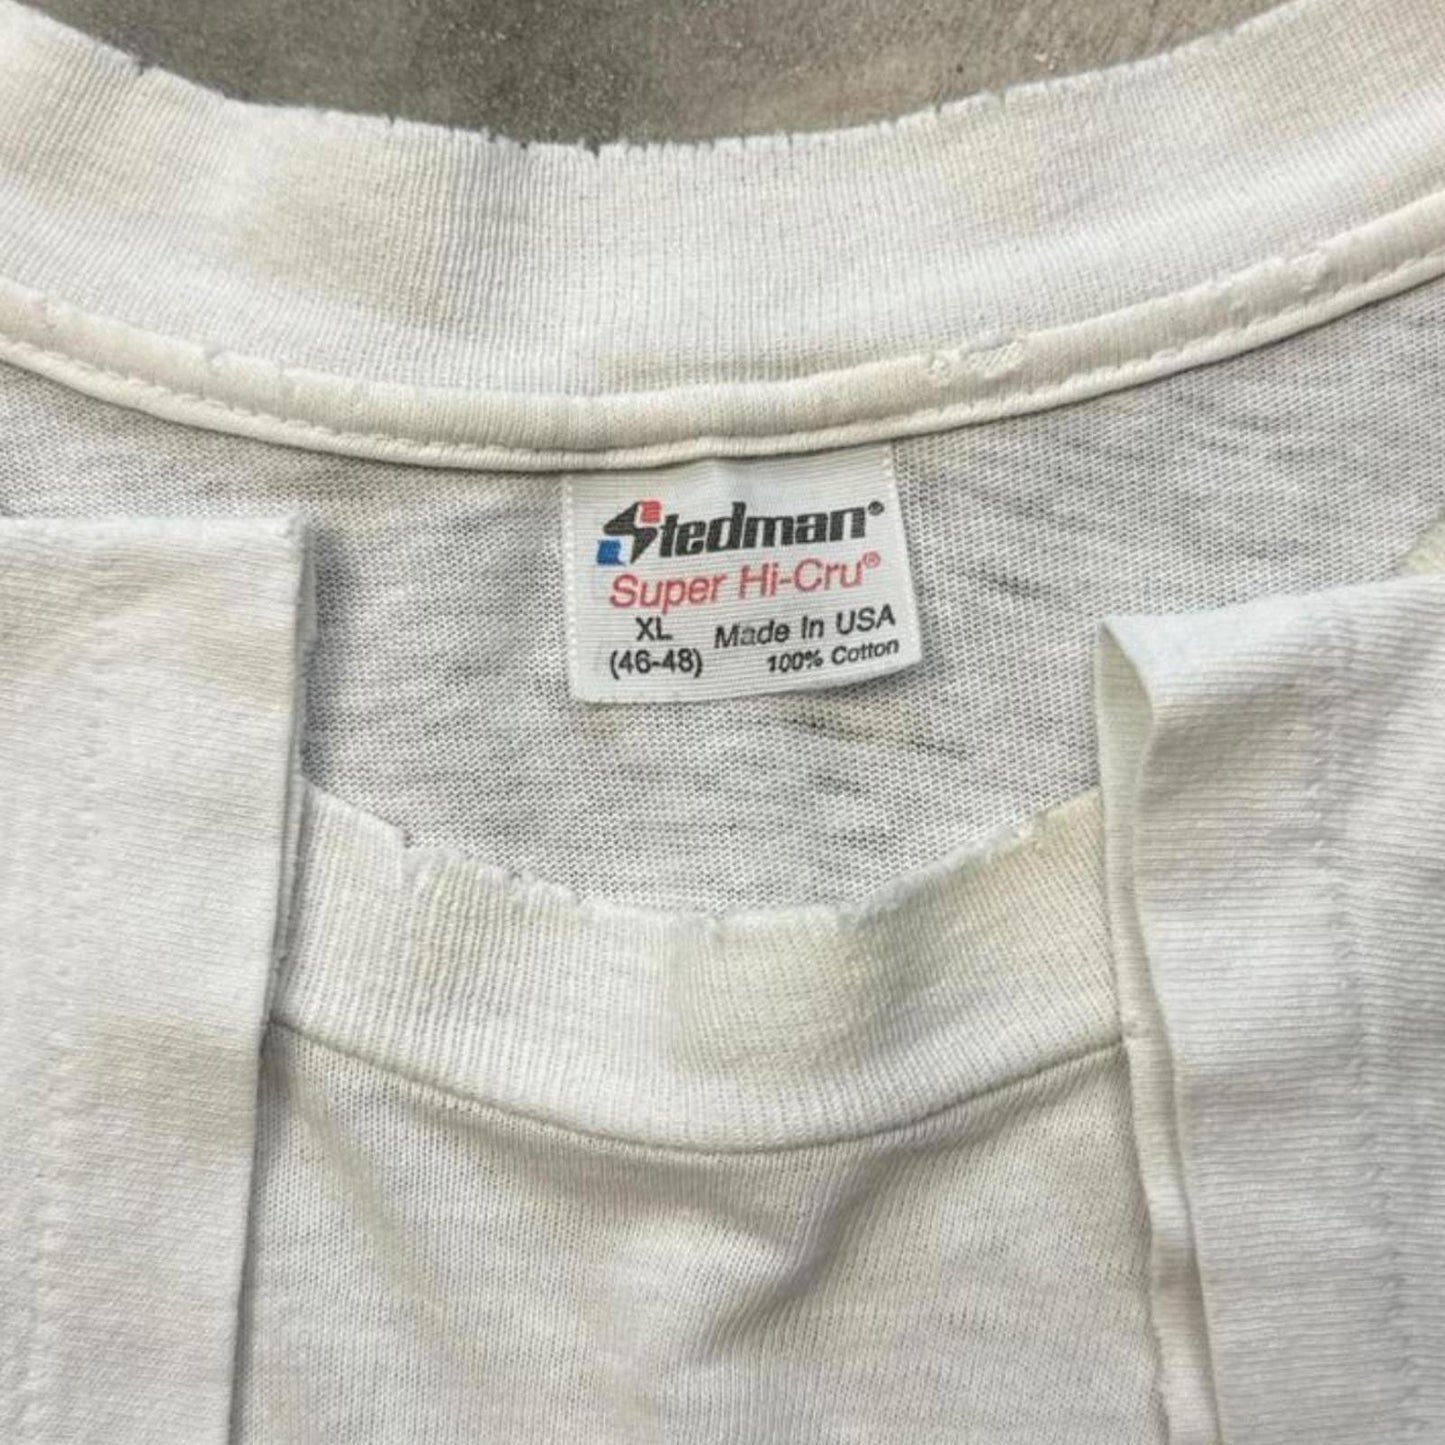 Stedman®
Super Hi-Cru®
XL Made In USA
(46-48) 100% Cotton